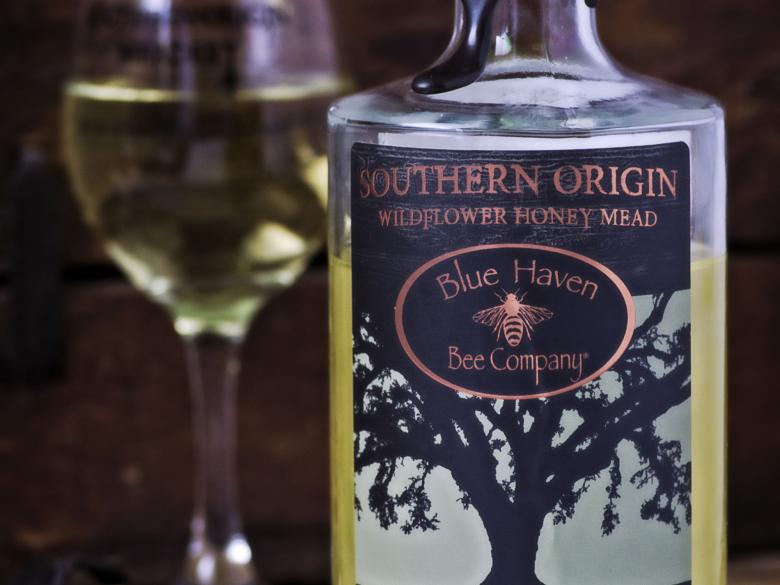 SOUTHERN ORIGIN
WILDFLOWER HONEY MEAD
Blue Haven
Bee Company®